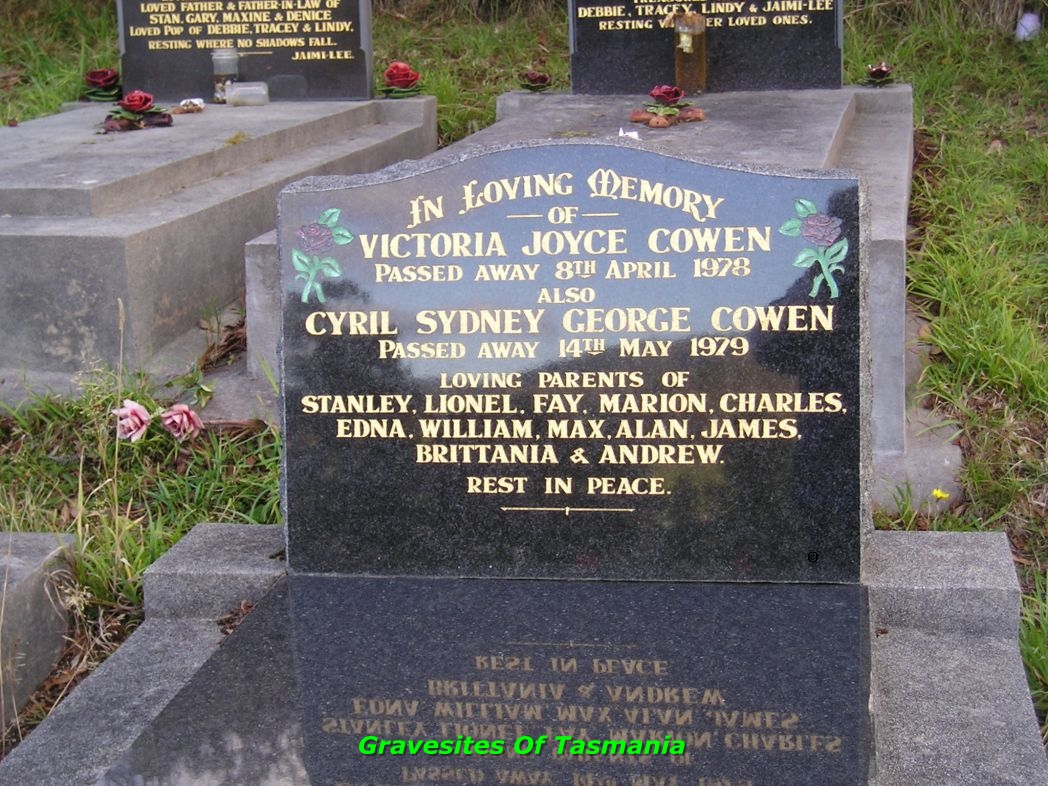 LOVED FATHER & FATHER-IN-LAW OF
STAN, GARY, MAXINE & DENICE
LOVED POP OF DEBBIE, TRACEY & LINDY,
RESTING WHERE NO SHADOWS FALL.
JAIMI-LEE.
DEBBIE, TRACEY, LINDY & JAIMI-LEE
RESTING LOVED ONES.
IN LOVING MEMORY
OF
VICTORIA JOYCE COWEN
PASSED AWAY 8TH APRIL 1978
ALSO
CYRIL SYDNEY GEORGE COWEN
PASSED AWAY 14TH MAY 1979
LOVING PARENTS OF
STANLEY, LIONEL, FAY, MARION, CHARLES,
EDNA, WILLIAM, MAX, ALAN, JAMES,
BRITTANIA & ANDREW.
REST IN PEACE.
©
Gravesites Of Tasmania